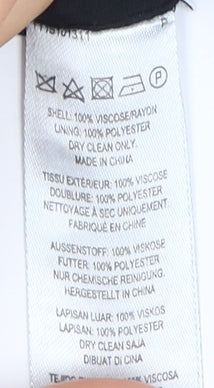 P
P
SHELL: 100% VISCOSE/RAYON
LINING: 100% POLYESTER
DRY CLEAN ONLY.
MADE IN CHINA
TISSU EXTÉRIEUR: 100% VISCOSE
DOUBLURE: 100% POLYESTER
NETTOYAGE À SEC UNIQUEMENT.
FABRIQUÉ EN CHINE
AUSSENSTOFF: 100% VISKOSE
FUTTER: 100% POLYESTER
NUR CHEMISCHE REINIGUNG.
HERGESTELLT IN CHINA
LAPISAN LUAR: 100% VISKOS
LAPISAN: 100% POLYESTER
DRY CLEAN SAJA
DIBUAT DI CINA
VISCOSA